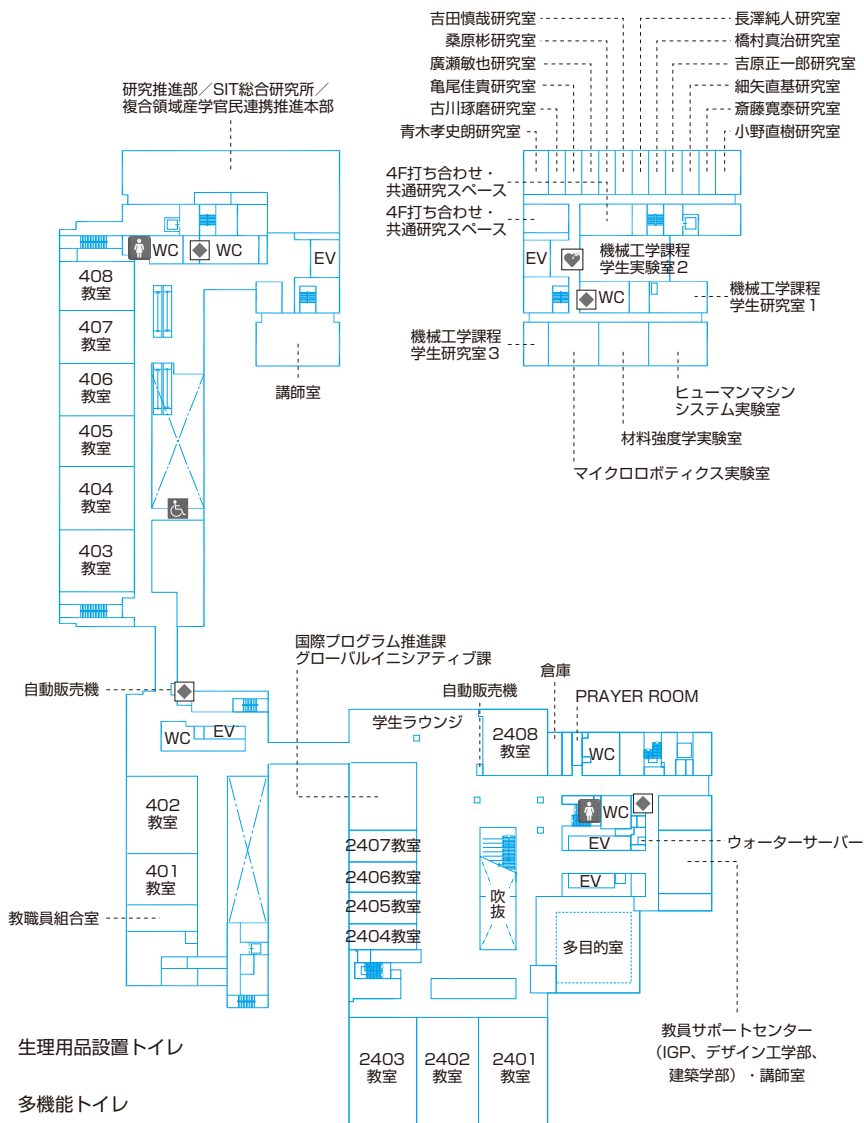 吉田慎哉研究室
桑原彬研究室
廣瀬敏也研究室
亀尾佳貴研究室
古川琢磨研究室
青木孝史朗研究室
長澤純人研究室
橋村真治研究室
吉原正一郎研究室
細矢直基研究室
斎藤寛泰研究室
小野直樹研究室
研究推進部／SIT総合研究所／
複合領域産学官民連携推進本部
4F打ち合わせ・
共通研究スペース
4F打ち合わせ・
共通研究スペース
WC
WC
EV
EV
機械工学課程
学生実験室2
WC
機械工学課程
学生研究室1
408
教室
407
教室
406
教室
405
教室
404
教室
403
教室
講師室
機械工学課程
学生研究室3
ヒューマンマシン
システム実験室
材料強度学実験室
マイクロロボティクス実験室
国際プログラム推進課
グローバルイニシアティブ課
自動販売機
自動販売機
倉庫
PRAYER ROOM
学生ラウンジ
WC
EV
2408
教室
WC
402
教室
401
教室
教職員組合室
WC
EV
EV
ウォーターサーバー
2407教室
2406教室
2405教室
2404教室
吹抜
多目的室
2403
教室
2402
教室
2401
教室
教員サポートセンター
（IGP、デザイン工学部、
建築学部）・講師室
生理用品設置トイレ
多機能トイレ